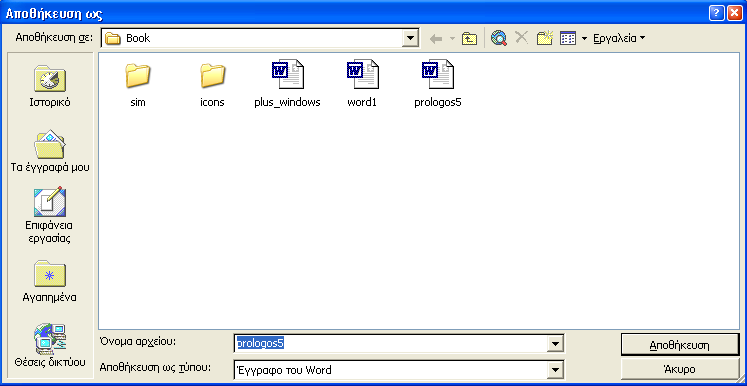 Αποθήκευση ως
Αποθήκευση σε: Book Εργαλεία
Ιστορικό
Τα έγγραφά μου
Επιφάνεια
εργασίας
Αγαπημένα
Θέσεις δικτύου
sim icons plus_windows word1 prologos5
Όνομα αρχείου: prologos5 Αποθήκευση
Αποθήκευση ως τύπου: Έγγραφο του Word Άκυρο